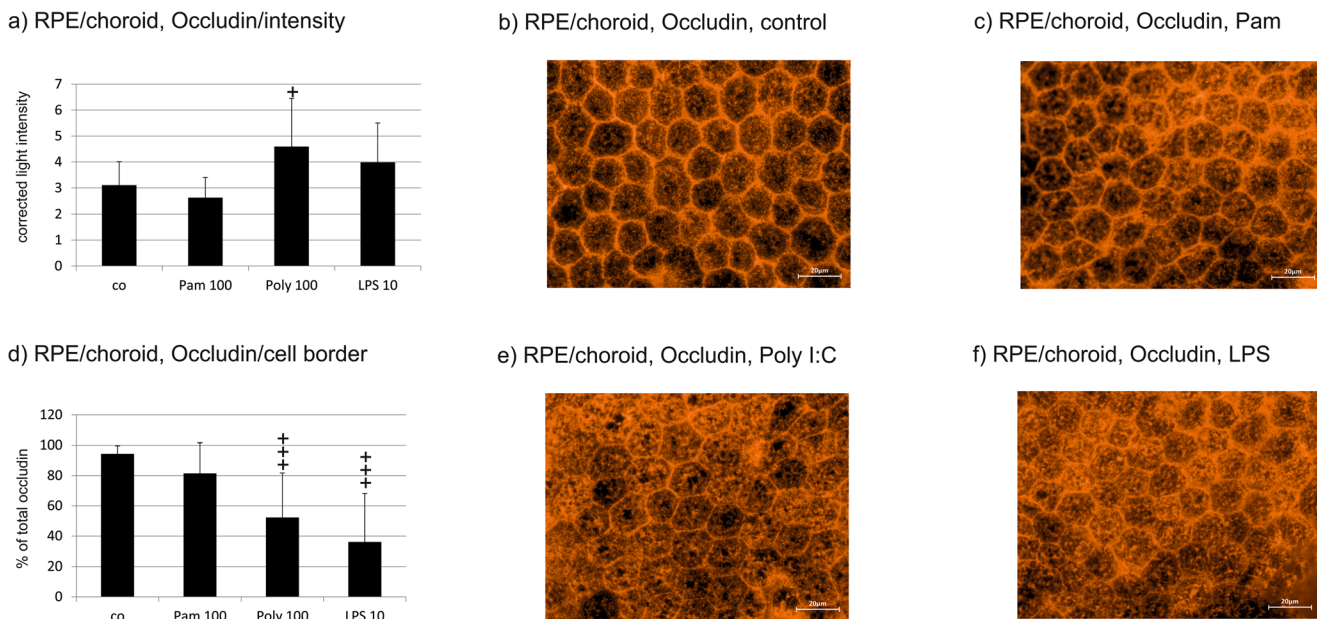 a) RPE/choroid, Occludin/intensity
corrected light intensity
7
6
5
4
3
2
1
0
+
co Pam 100 Poly 100 LPS 10
b) RPE/choroid, Occludin, control
20μm
c) RPE/choroid, Occludin, Pam
20μm
d) RPE/choroid, Occludin/cell border
% of total occludin
120
100
80
60
40
20
0
+++
+++
co Pam 100 Poly 100 LPS 10
e) RPE/choroid, Occludin, Poly I:C
20μm
f) RPE/choroid, Occludin, LPS
20μm